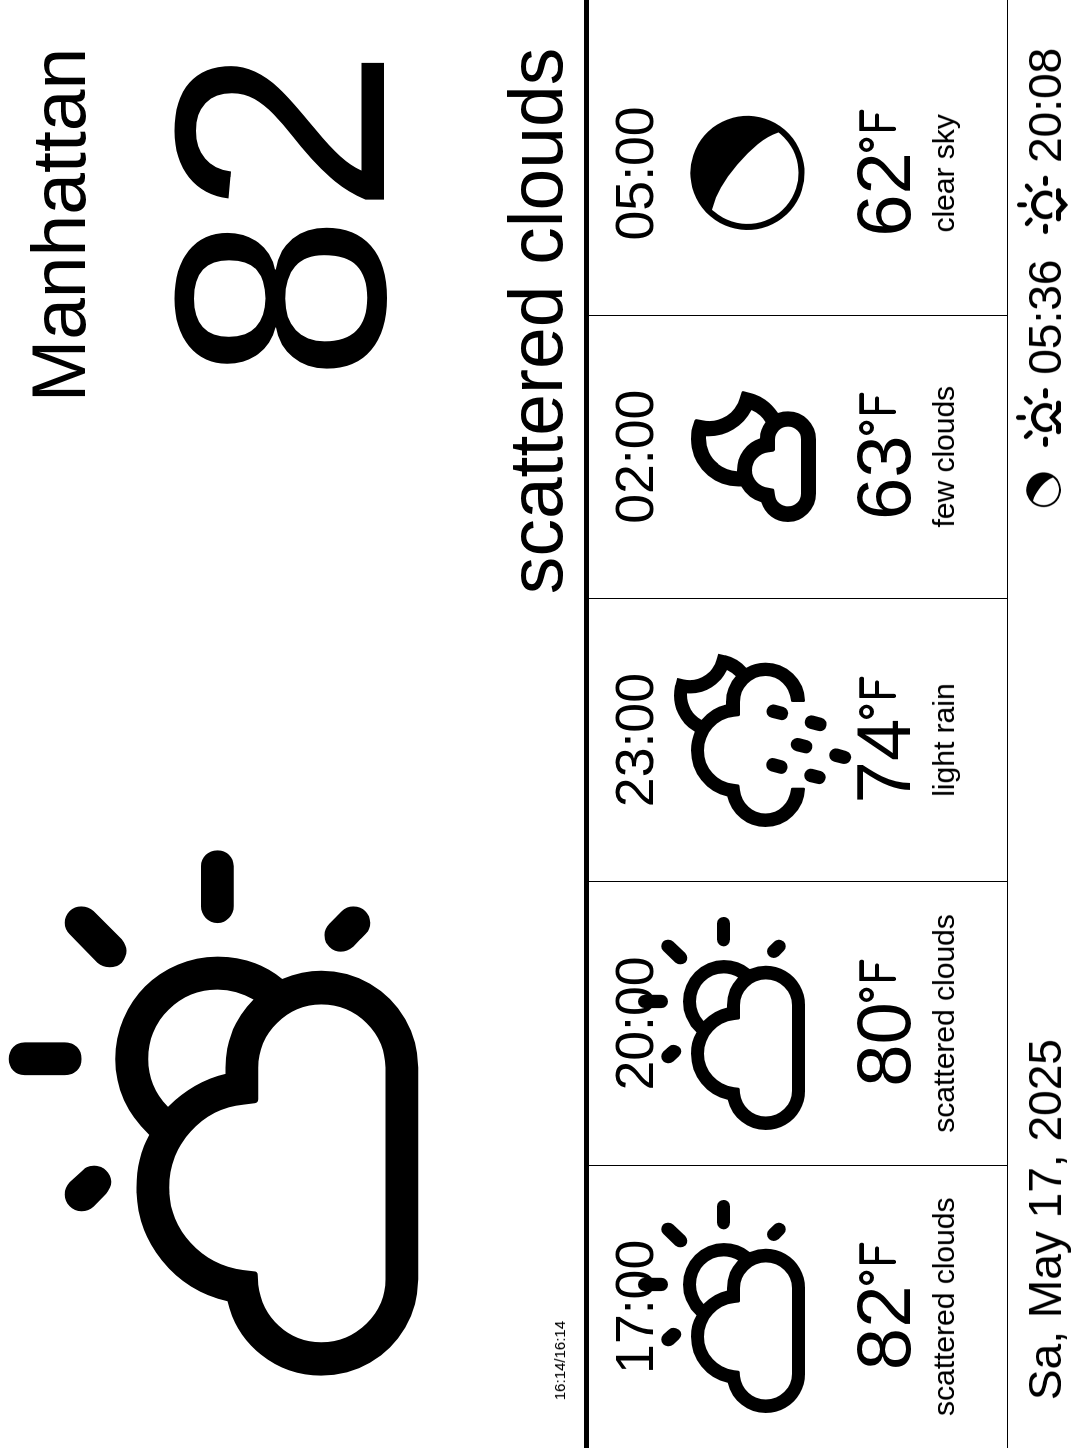 Manhattan
82
scattered clouds
16:14/16:14
17:00
82°F
scattered clouds
20:00
80°F
scattered clouds
23:00
74°F
light rain
02:00
63°F
few clouds
05:00
62°F
clear sky
Sa, May 17, 2025
05:36
20:08